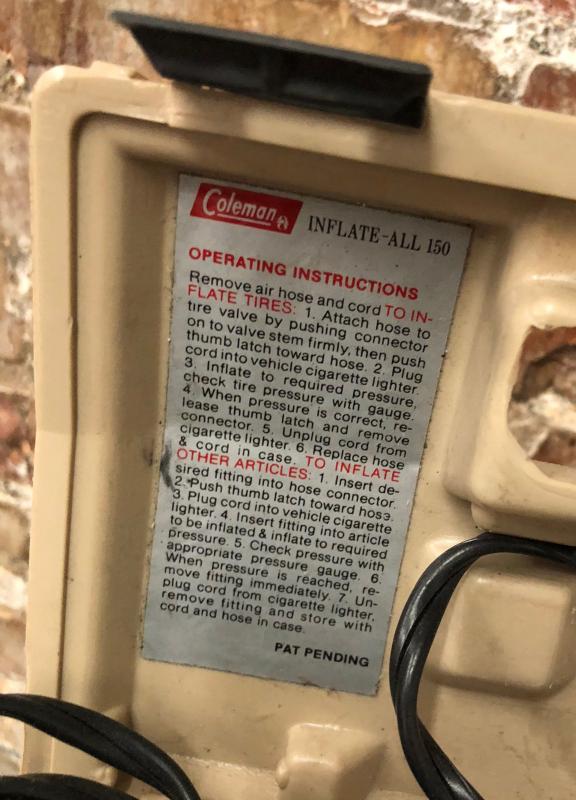 Coleman
INFLATE-ALL 150
OPERATING INSTRUCTIONS
Remove air hose and cord TO IN-
FLATE TIRES: 1. Attach hose to
tire valve by pushing connector
on to valve stem firmly, then push
thumb latch toward hose. 2. Plug
cord into vehicle cigarette lighter.
3. Inflate to required pressure,
check tire pressure with gauge.
4. When pressure is correct, re-
lease thumb latch and remove
connector. 5. Unplug cord from
cigarette lighter. 6. Replace hose
& cord in case. TO INFLATE
OTHER ARTICLES: 1. Insert de-
sired fitting into hose connector.
2. Push thumb latch toward hose.
3. Plug cord into vehicle cigarette
lighter. 4. Insert fitting into article
to be inflated & inflate to required
pressure. 5. Check pressure with
appropriate pressure gauge. 6.
When pressure is reached, re-
move fitting immediately. 7. Un-
plug cord from cigarette lighter,
remove fitting and store with
cord and hose in case.
PAT PENDING